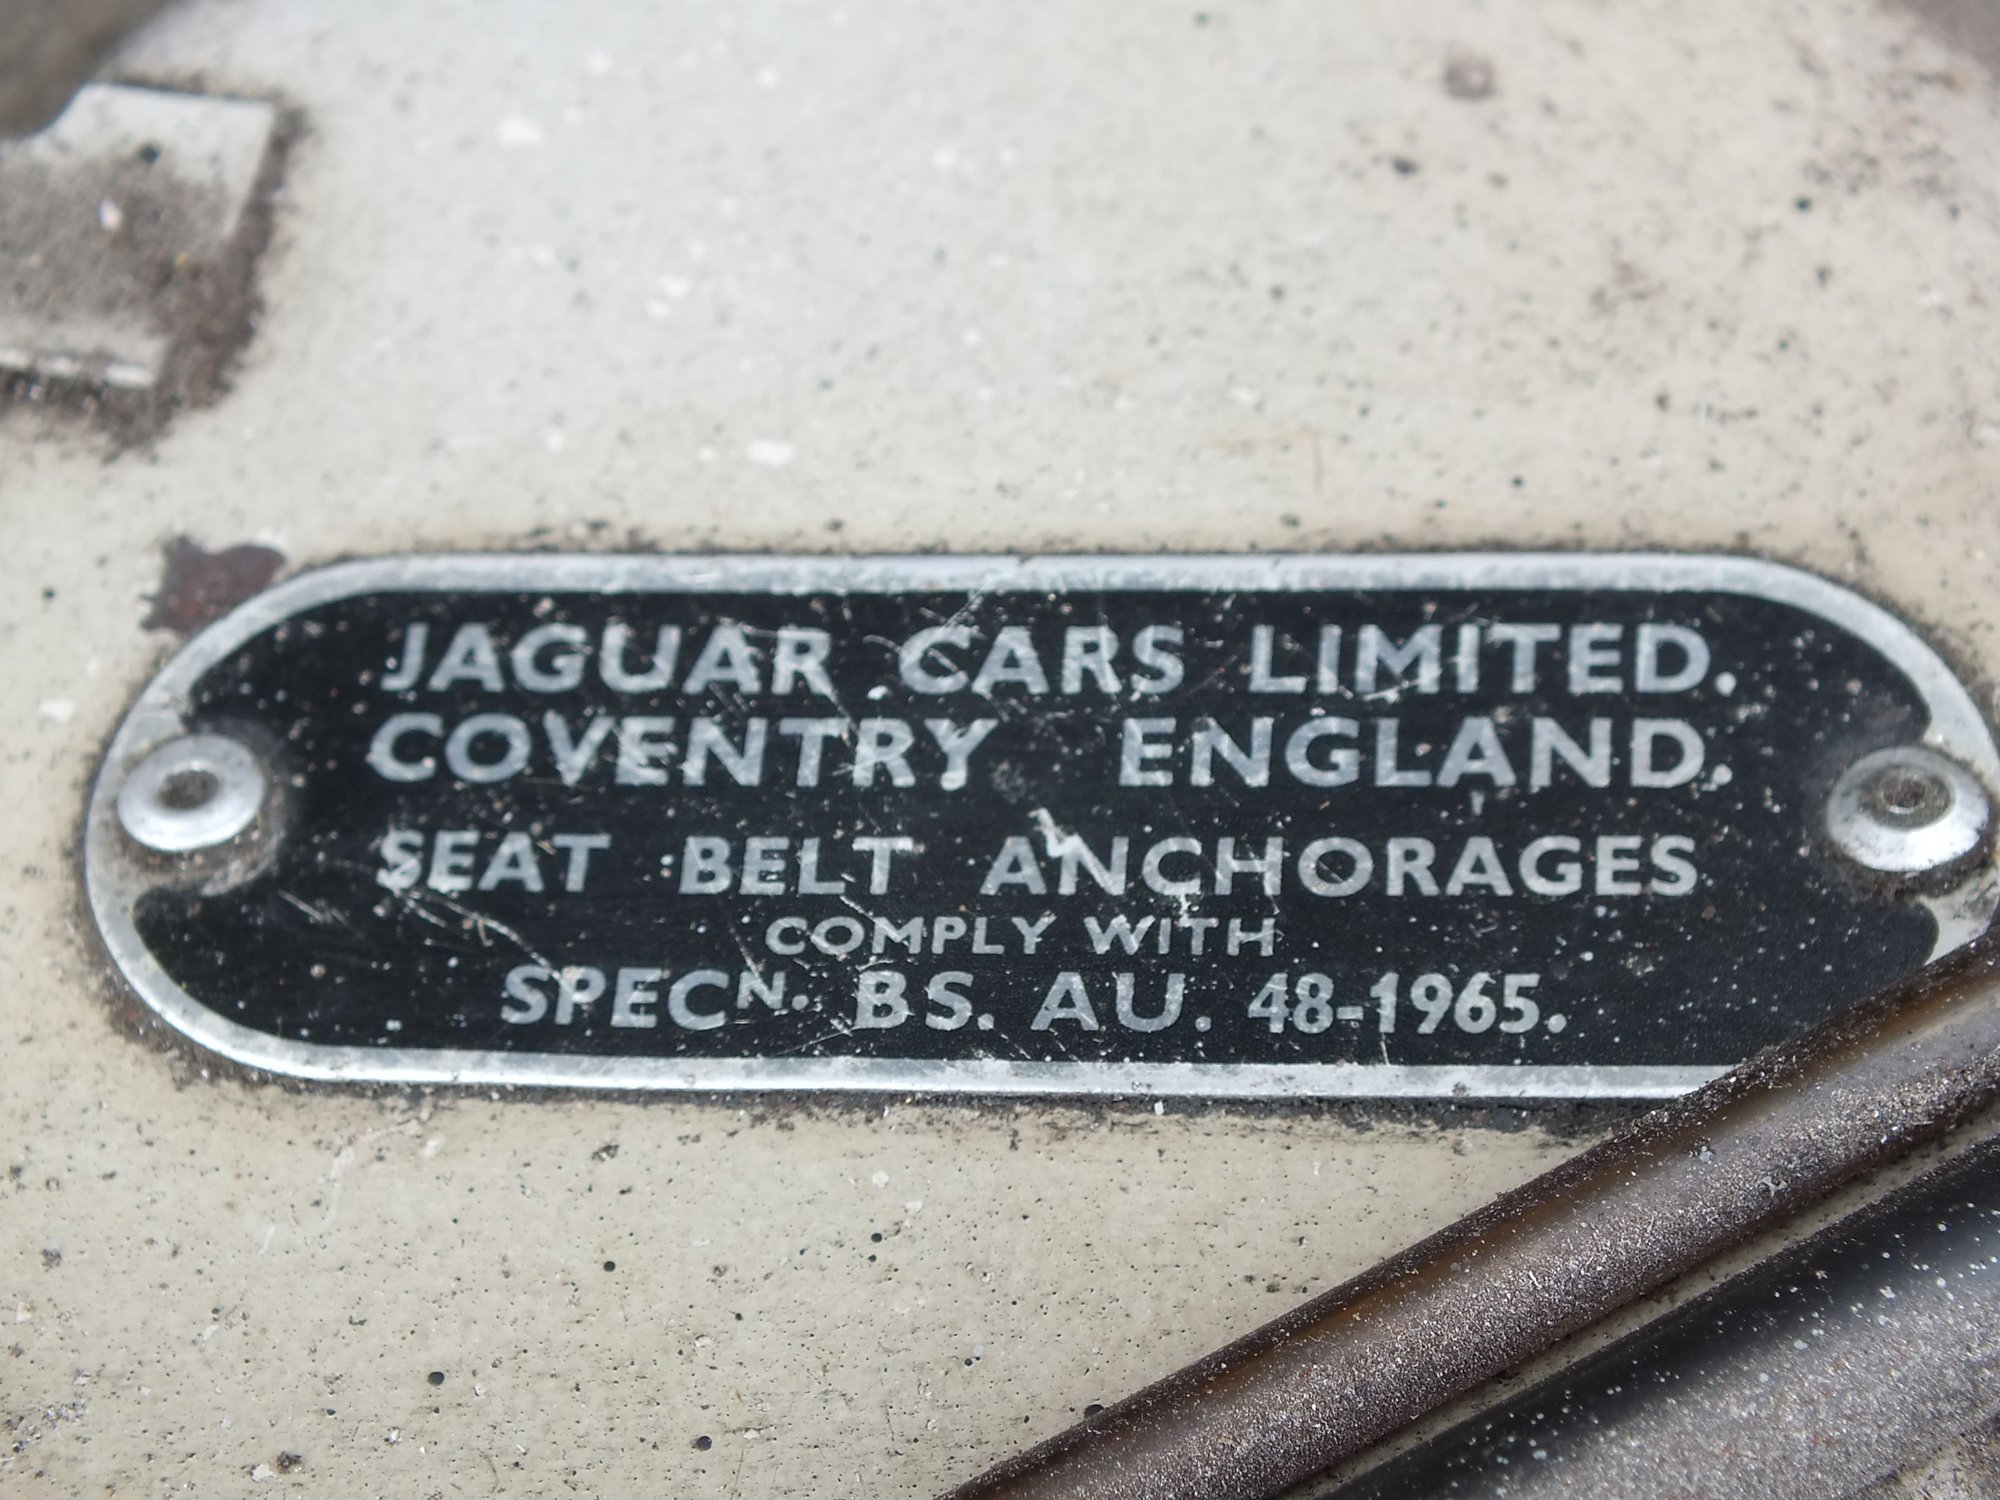 JAGUAR CARS LIMITED.
COVENTRY ENGLAND.
SEAT BELT ANCHORAGES
COMPLY WITH
SPECN. BS. AU. 48-1965.